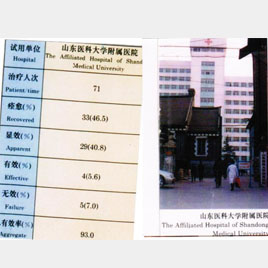 试用单位
Hospital
山东医科大学附属医院
The Affiliated Hospital of Shand
Medical University
治疗人次
Patient/time
71
痊愈(%)
Recovered
33(46.5)
显效(%)
Apparent
29(40.8)
有效(%)
Effective
4(5.6)
无效(%)
Failure
5(7.0)
有效率(%)
Aggregate
93.0
山东医科大学附属医院
The Affiliated Hospital of Shandong
Medical University